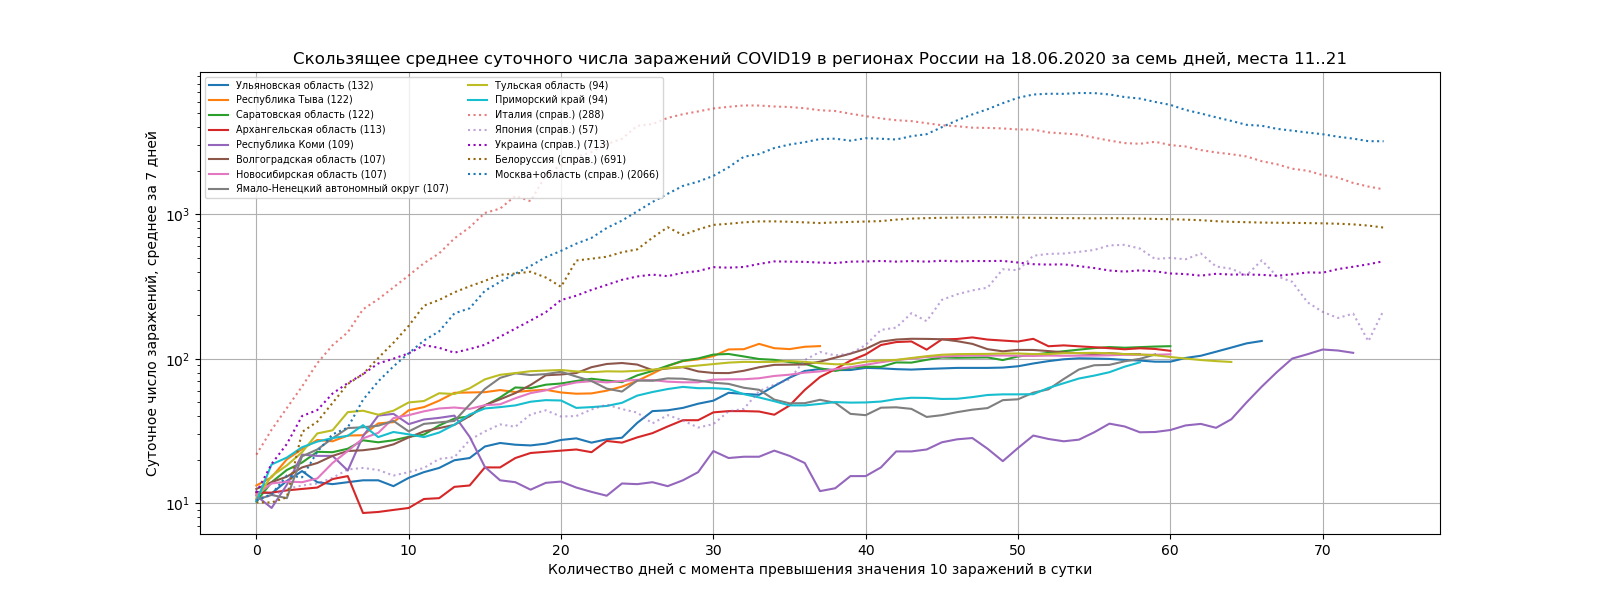 Скользящее среднее суточного числа заражений COVID19 в регионах России на 18.06.2020 за семь дней, места 11..21
Ульяновская область (132)
Республика Тыва (122)
Саратовская область (122)
Архангельская область (113)
Республика Коми (109)
Волгоградская область (107)
Новосибирская область (107)
Ямало-Ненецкий автономный округ (107)
Тульская область (94)
Приморский край (94)
Италия (справ.) (288)
Япония (справ.) (57)
Украина (справ.) (713)
Белоруссия (справ.) (691)
Москва+область (справ.) (2066)
Суточное число заражений, среднее за 7 дней
10³
10²
10¹
0 10 20 30 40 50 60 70
Количество дней с момента превышения значения 10 заражений в сутки